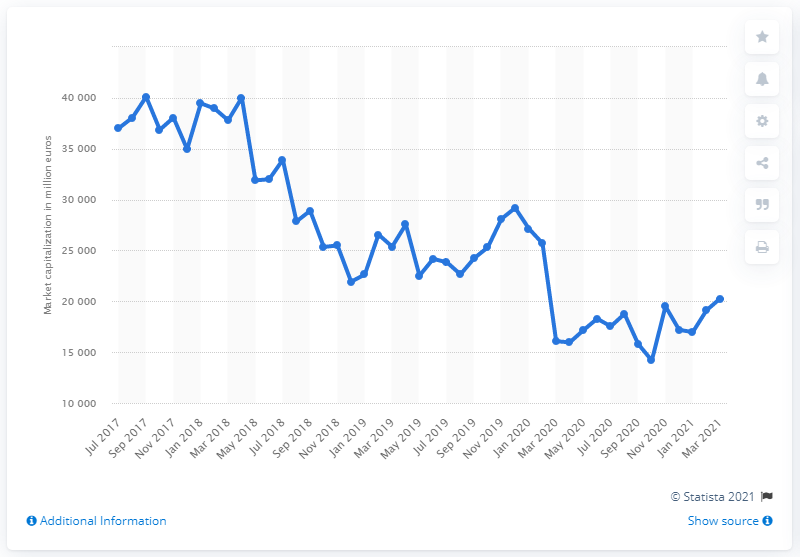 Market capitalization in million euros
40 000
35 000
30 000
25 000
20 000
15 000
10 000
Jul 2017
Sep 2017
Nov 2017
Jan 2018
Mar 2018
May 2018
Jul 2018
Sep 2018
Nov 2018
Jan 2019
Mar 2019
May 2019
Jul 2019
Sep 2019
Nov 2019
Jan 2020
Mar 2020
May 2020
Jul 2020
Sep 2020
Nov 2020
Jan 2021
Mar 2021
© Statista 2021
Additional Information
Show source